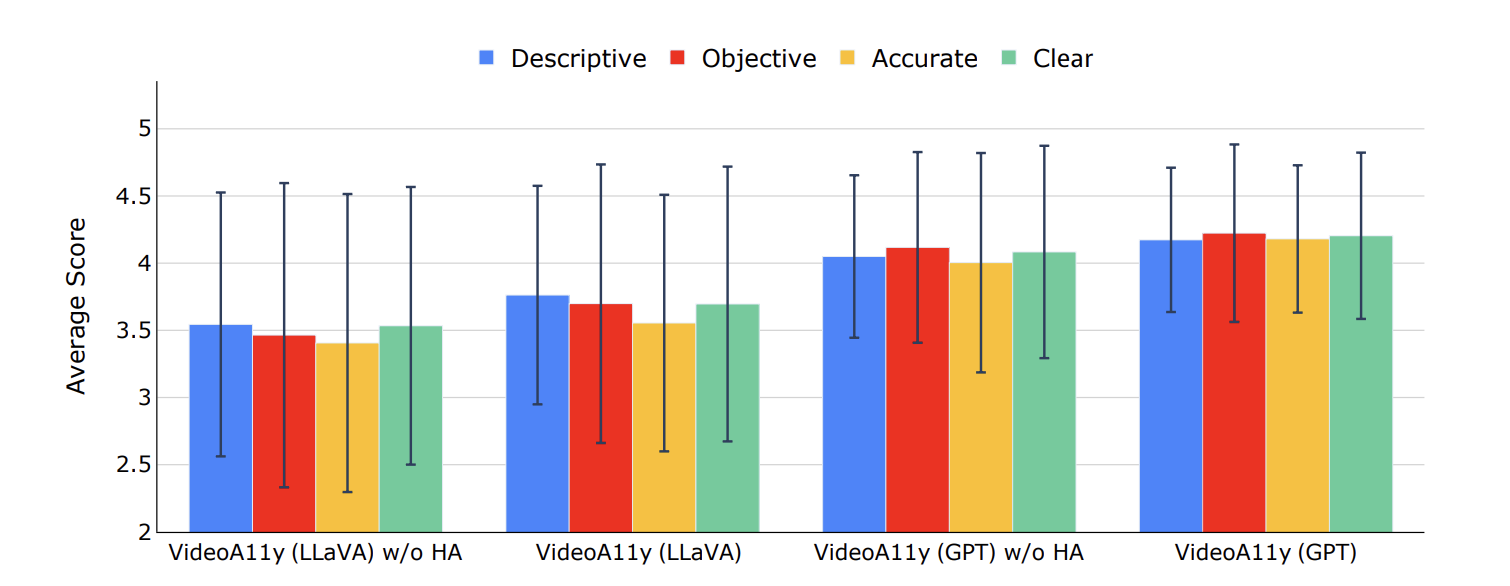 Descriptive Objective Accurate Clear
5
4.5
4
3.5
3
2.5
2
Average Score
VideoA11y (LLaVA) w/o HA VideoA11y (LLaVA) VideoA11y (GPT) w/o HA VideoA11y (GPT)